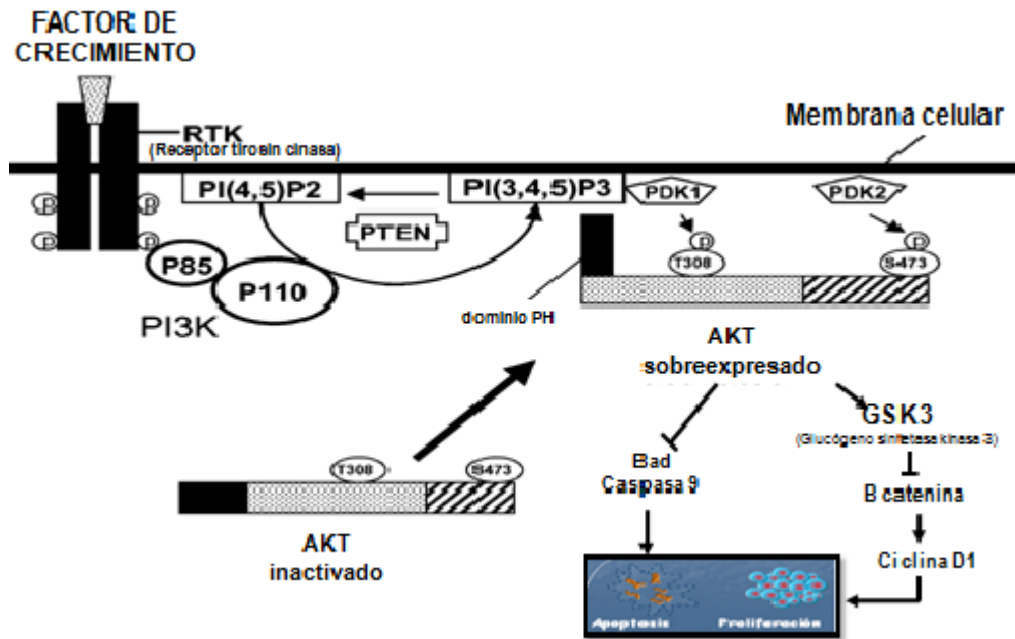 FACTOR DE
CRECIMIENTO
RTK
(Receptor tirosin cinasa)
Membrana celular
PI(4,5)P2
PI(3,4,5)P3
PDK1
PDK2
PTEN
P
P
P
P
P
P
P85
P110
PI3K
T308
S-473
dominio PH
AKT
sobreexpresado
GSK3
(Glucógeno sintetasa kinasa-3)
T308
S473
Bad
Caspasa 9
B catenina
AKT
inactivado
Ciclina D1
Apoptosis
Proliferación